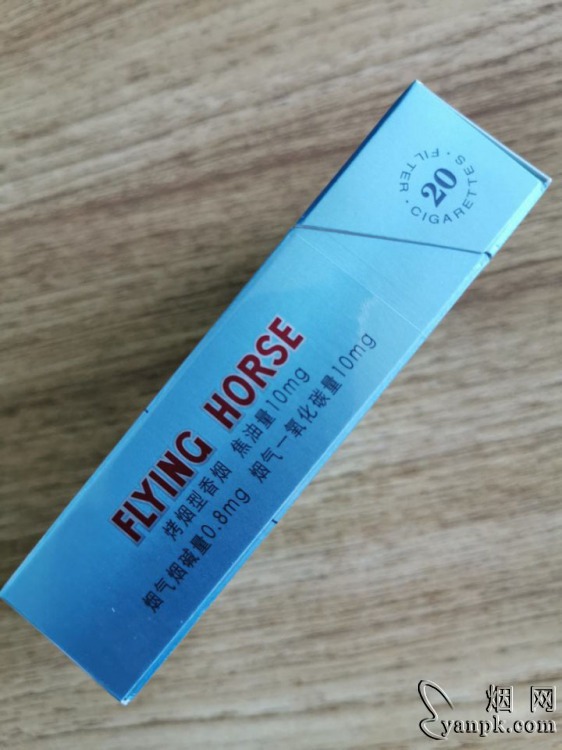 20
FILTER · CIGARETTES ·
FLYING HORSE
烤烟型香烟 焦油量10mg
烟气烟碱量0.8mg 烟气一氧化碳量10mg
烟网
yanpk.com